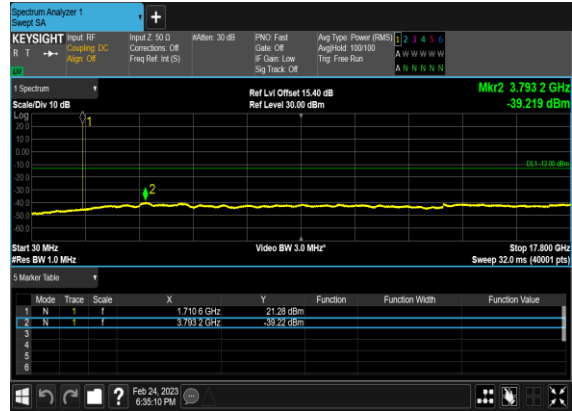 Spectrum Analyzer 1
Swept SA
+
KEYSIGHT Input: RF Input Z: 50 Ω #Atten: 30 dB PNO: Fast Avg Type: Power (RMS) 1 2 3 4 5 6
R T Coupling: DC Corrections: Off Gate: Off Avg|Hold: 100/100 A W W W W W
Align: Off Freq Ref: Int (S) IF Gain: Low Trig: Free Run
Sig Track: Off A N N N N N
1 Spectrum Ref Lvl Offset 15.40 dB Mkr2 3.793 2 GHz
Scale/Div 10 dB Ref Level 30.00 dBm -39.219 dBm
Log
1
20.0
10.0
0.00
-10.0 DL1 -13.00 dBm
-20.0
-30.0 2
-40.0
-50.0
-60.0
Start 30 MHz Video BW 3.0 MHz* Stop 17.800 GHz
#Res BW 1.0 MHz Sweep 32.0 ms (40001 pts)
5 Marker Table
Mode Trace Scale X Y Function Function Width Function Value
1 N 1 f 1.710 6 GHz 21.28 dBm
2 N 1 f 3.793 2 GHz -39.22 dBm
3
4
5
6
? Feb 24, 2023
6:35:10 PM